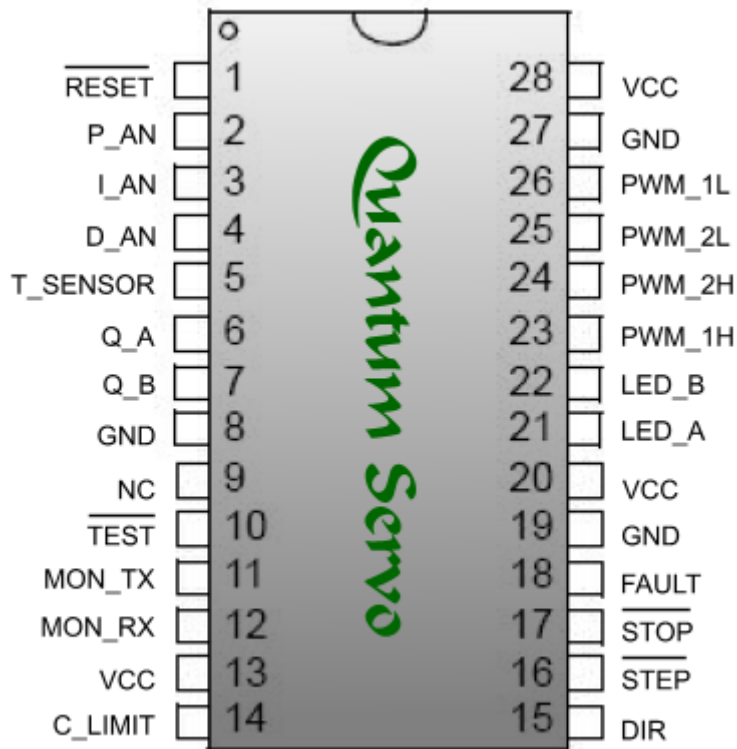 RESET 1 28 VCC
P_AN 2 27 GND
I_AN 3 26 PWM_1L
D_AN 4 25 PWM_2L
T_SENSOR 5 24 PWM_2H
Q_A 6 23 PWM_1H
Q_B 7 22 LED_B
GND 8 21 LED_A
NC 9 20 VCC
TEST 10 19 GND
MON_TX 11 18 FAULT
MON_RX 12 17 STOP
VCC 13 16 STEP
C_LIMIT 14 15 DIR
Quantum Servo